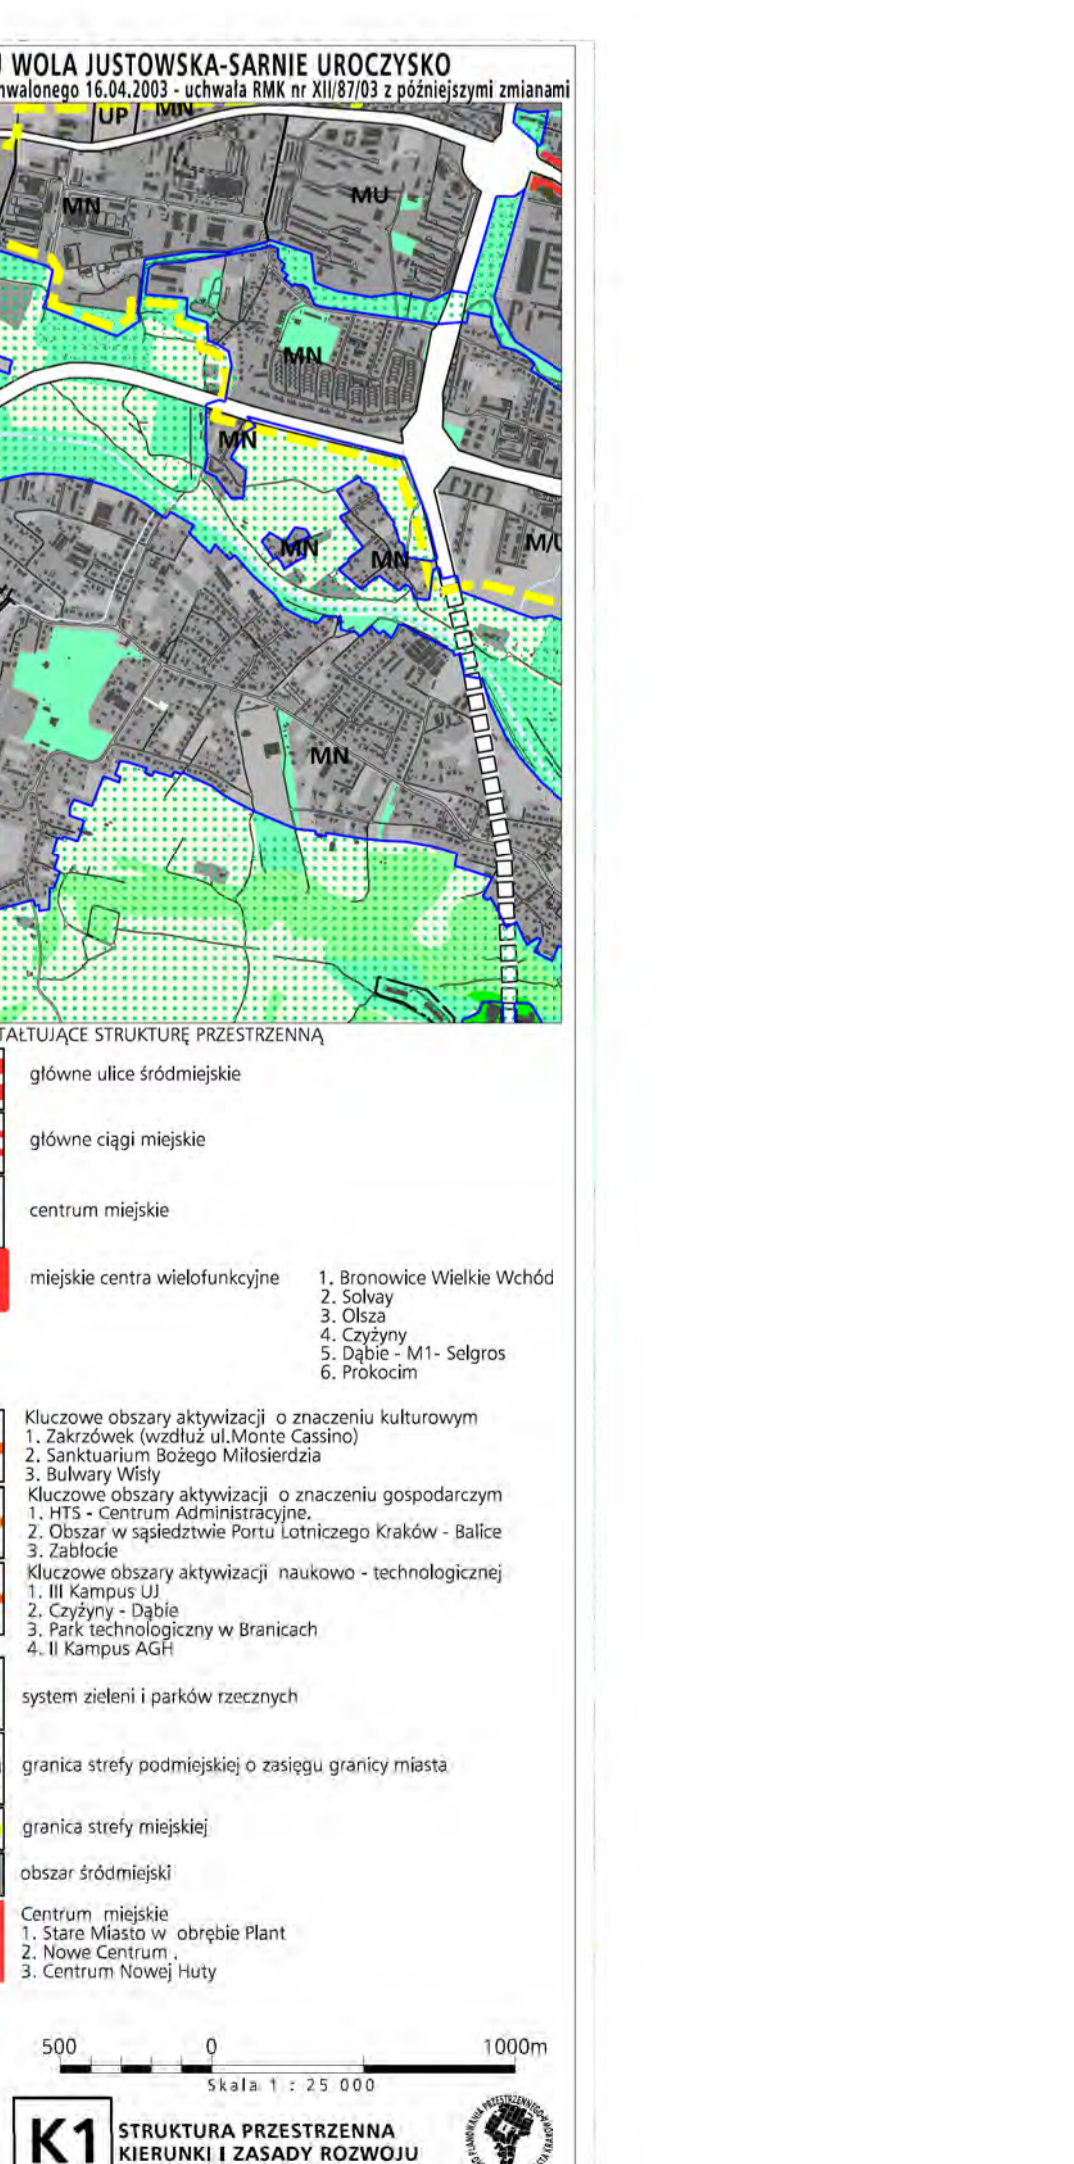 WOLA JUSTOWSKA-SARNIE UROCZYSKO
16.04.2003 - uchwała RMK nr XII/87/03 z późniejszymi zmianami
UP
MN
MN
MU
MN
MN
MN
MN
M/U
MN
STRUKTURĘ PRZESTRZENNĄ
główne ulice śródmiejskie
główne ciągi miejskie
centrum miejskie
miejskie centra wielofunkcyjne
1. Bronowice Wielkie Wchód
2. Solvay
3. Olsza
4. Czyżyny
5. Dąbie - M1- Selgros
6. Prokocim
Kluczowe obszary aktywizacji o znaczeniu kulturowym
1. Zakrzówek (wzdłuż ul.Monte Cassino)
2. Sanktuarium Bożego Miłosierdzia
3. Bulwary Wisły
Kluczowe obszary aktywizacji o znaczeniu gospodarczym
1. HTS - Centrum Administracyjne.
2. Obszar w sąsiedztwie Portu Lotniczego Kraków - Balice
3. Zabłocie
Kluczowe obszary aktywizacji naukowo - technologicznej
1. III Kampus UJ
2. Czyżyny - Dąbie
3. Park technologiczny w Branicach
4. II Kampus AGH
system zieleni i parków rzecznych
granica strefy podmiejskiej o zasięgu granicy miasta
granica strefy miejskiej
obszar śródmiejski
Centrum miejskie
1. Stare Miasto w obrębie Plant
2. Nowe Centrum .
3. Centrum Nowej Huty
500 0 1000m
Skala 1 : 25 000
K1
STRUKTURA PRZESTRZENNA
KIERUNKI I ZASADY ROZWOJU